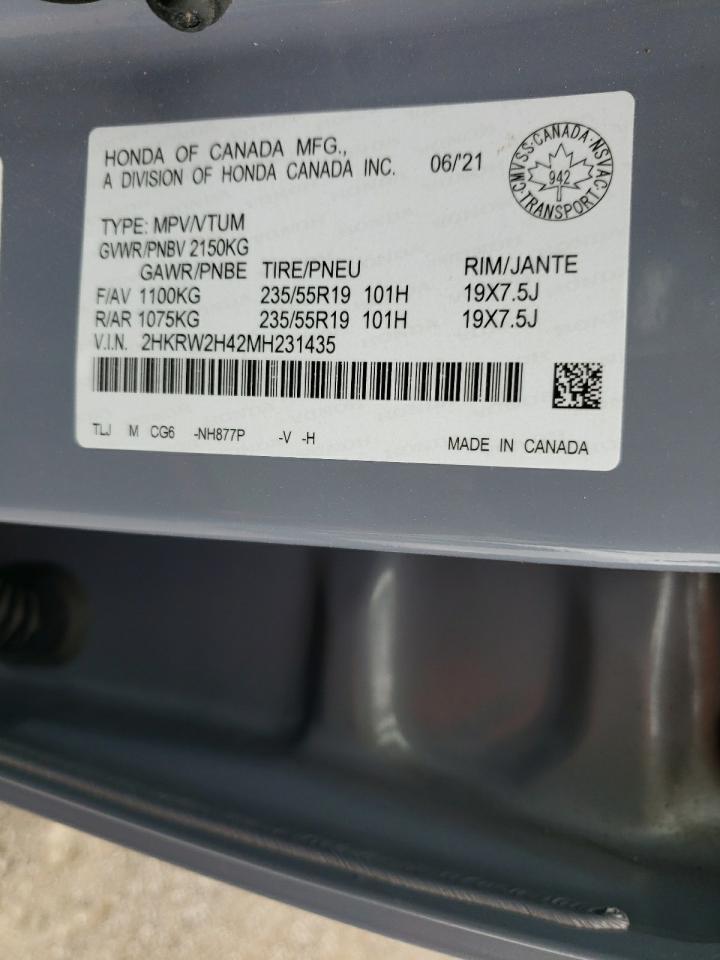 HONDA OF CANADA MFG.,
A DIVISION OF HONDA CANADA INC. 06/'21
CMVSS·CANADA·NSVAC
942
·TRANSPORT·
TYPE: MPV/VTUM
GVWR/PNBV 2150KG
GAWR/PNBE TIRE/PNEU RIM/JANTE
F/AV 1100KG 235/55R19 101H 19X7.5J
R/AR 1075KG 235/55R19 101H 19X7.5J
V.I.N. 2HKRW2H42MH231435
TLJ M CG6 -NH877P -V -H MADE IN CANADA